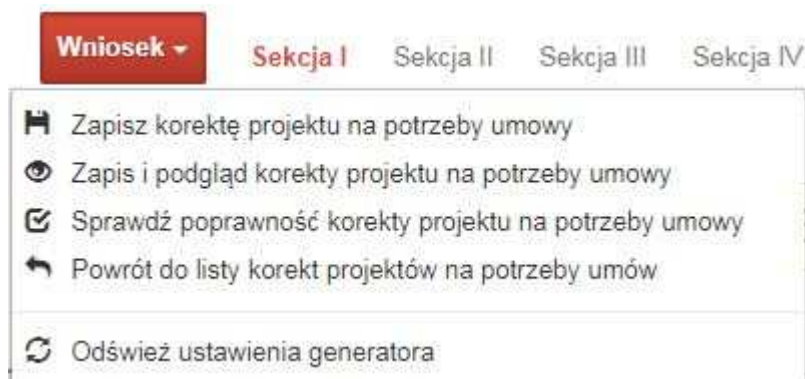 Wniosek Sekcja I Sekcja II Sekcja III Sekcja IV
Zapisz korektę projektu na potrzeby umowy
Zapis i podgląd korekty projektu na potrzeby umowy
Sprawdź poprawność korekty projektu na potrzeby umowy
Powrót do listy korekt projektów na potrzeby umów
Odśwież ustawienia generatora